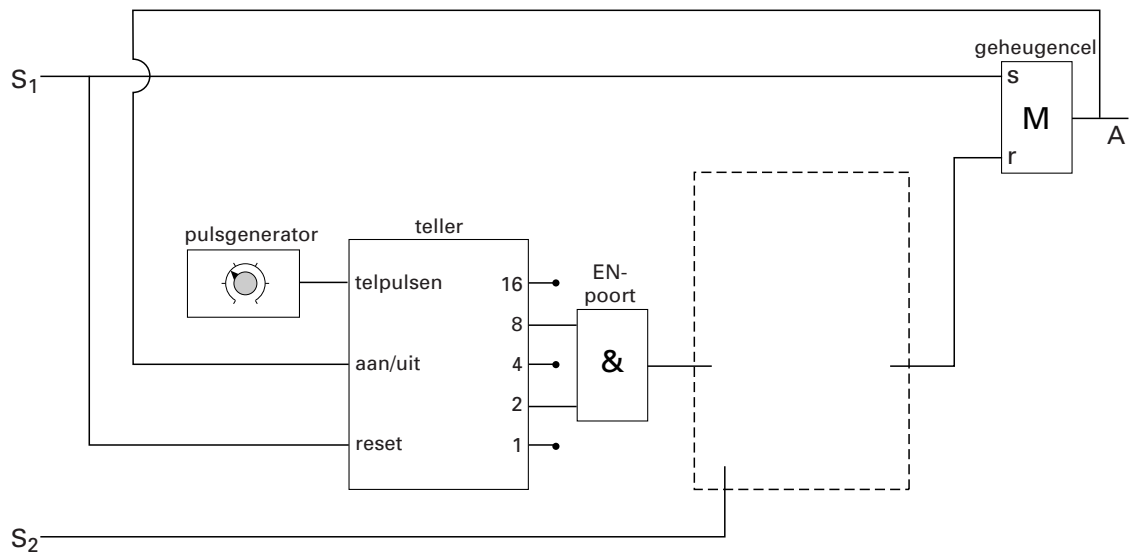 geheugencel
S1
s
M
A
r
teller
pulsgenerator
EN-
poort
telpulsen
16
8
aan/uit
4
&
2
reset
1
S2